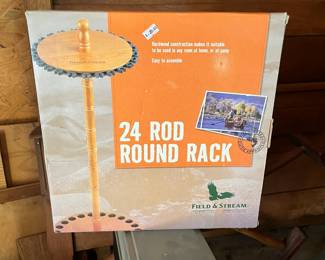 Hardwood construction makes it suitable
to be used in any room at home, or at camp
Easy to assemble
24 ROD
ROUND RACK
FIELD & STREAM